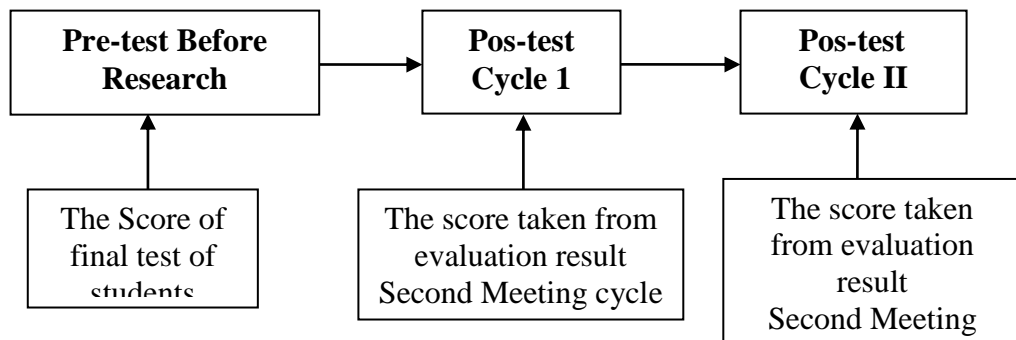 Pre-test Before
Research
Pos-test
Cycle 1
Pos-test
Cycle II
The Score of
final test of
students
The score taken from
evaluation result
Second Meeting cycle
The score taken
from evaluation
result
Second Meeting